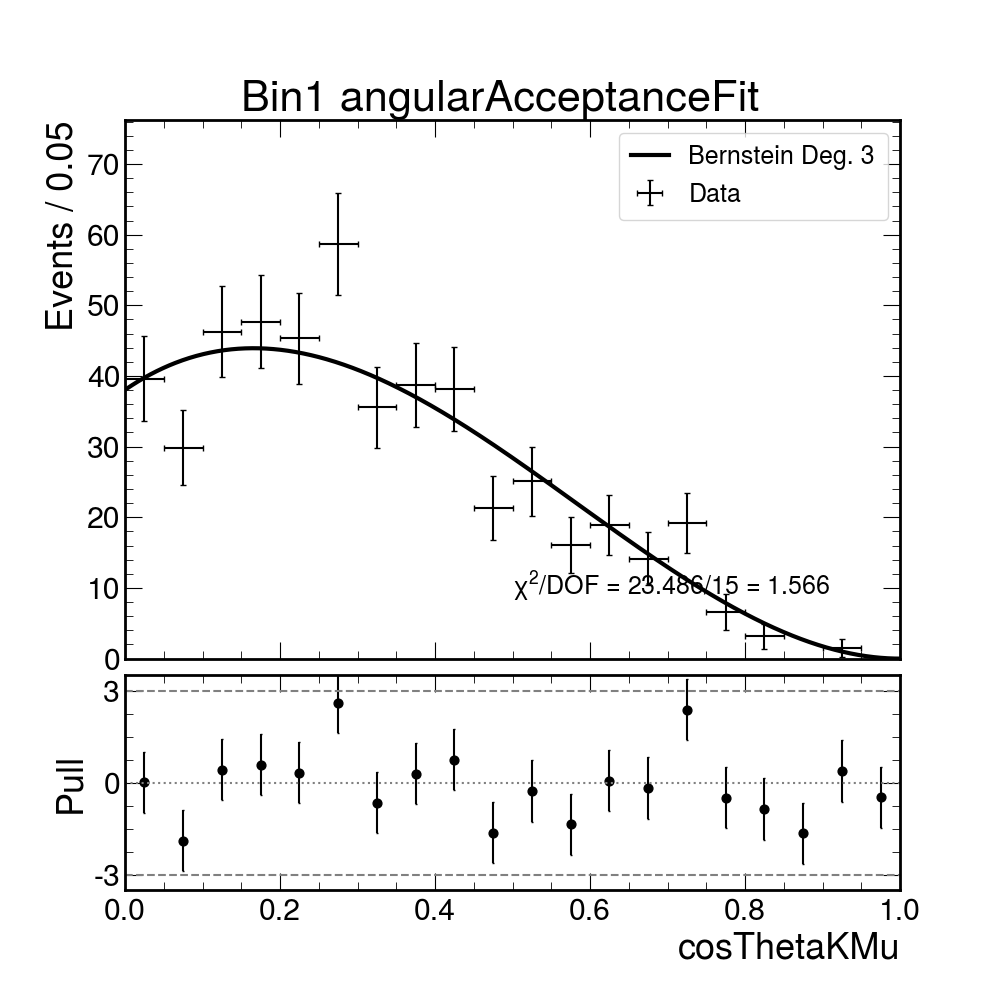 Bin1 angularAcceptanceFit
Events / 0.05
70
60
50
40
30
20
10
0
Bernstein Deg. 3
Data
χ²/DOF = 23.486/15 = 1.566
Pull
3
0
-3
0.0 0.2 0.4 0.6 0.8 1.0
cosThetaKMu